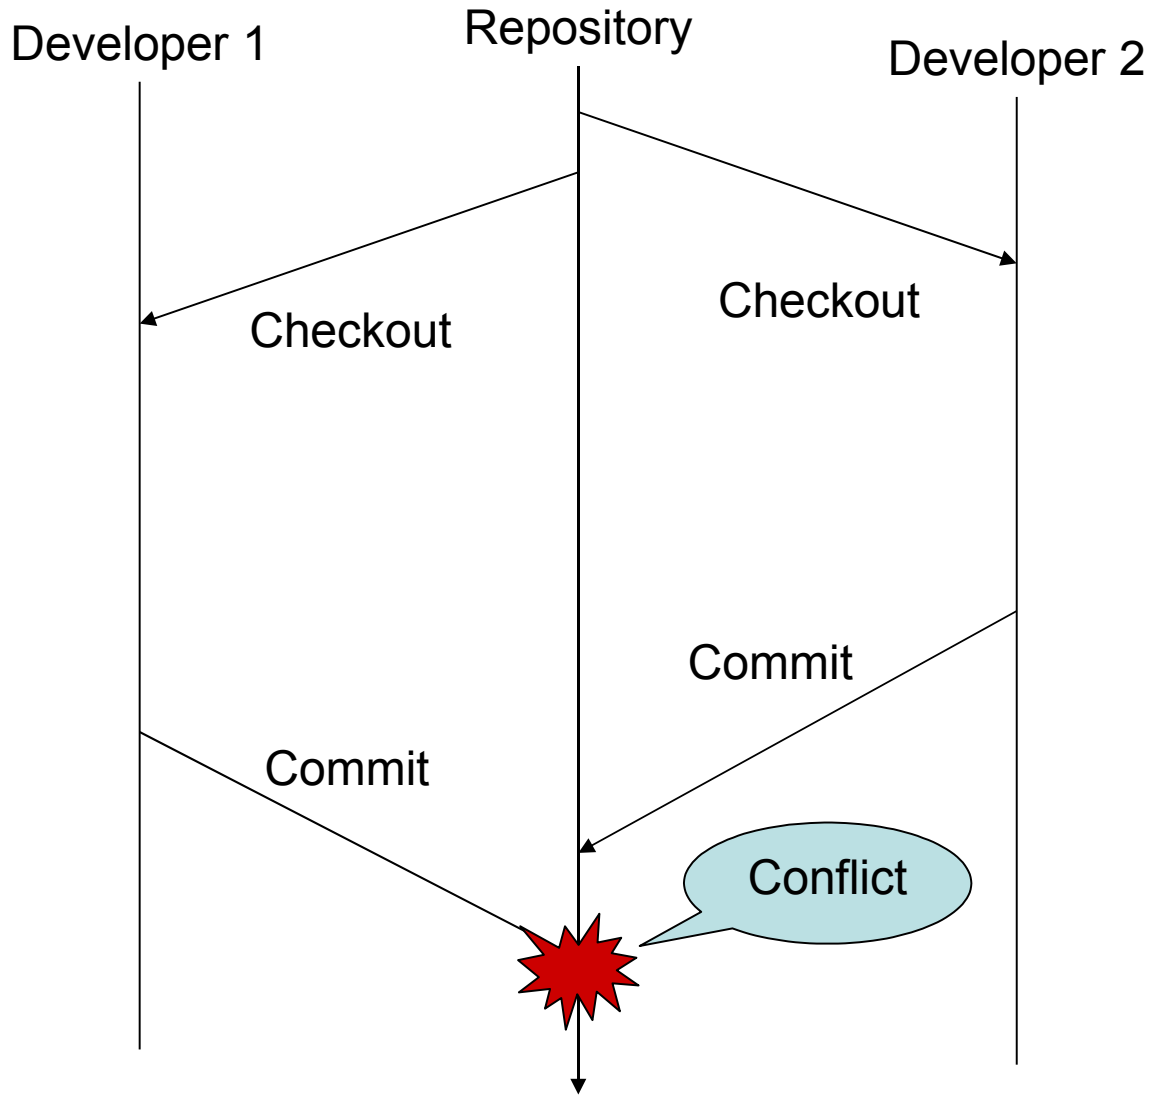 Developer 1
Repository
Developer 2
Checkout
Checkout
Commit
Commit
Conflict